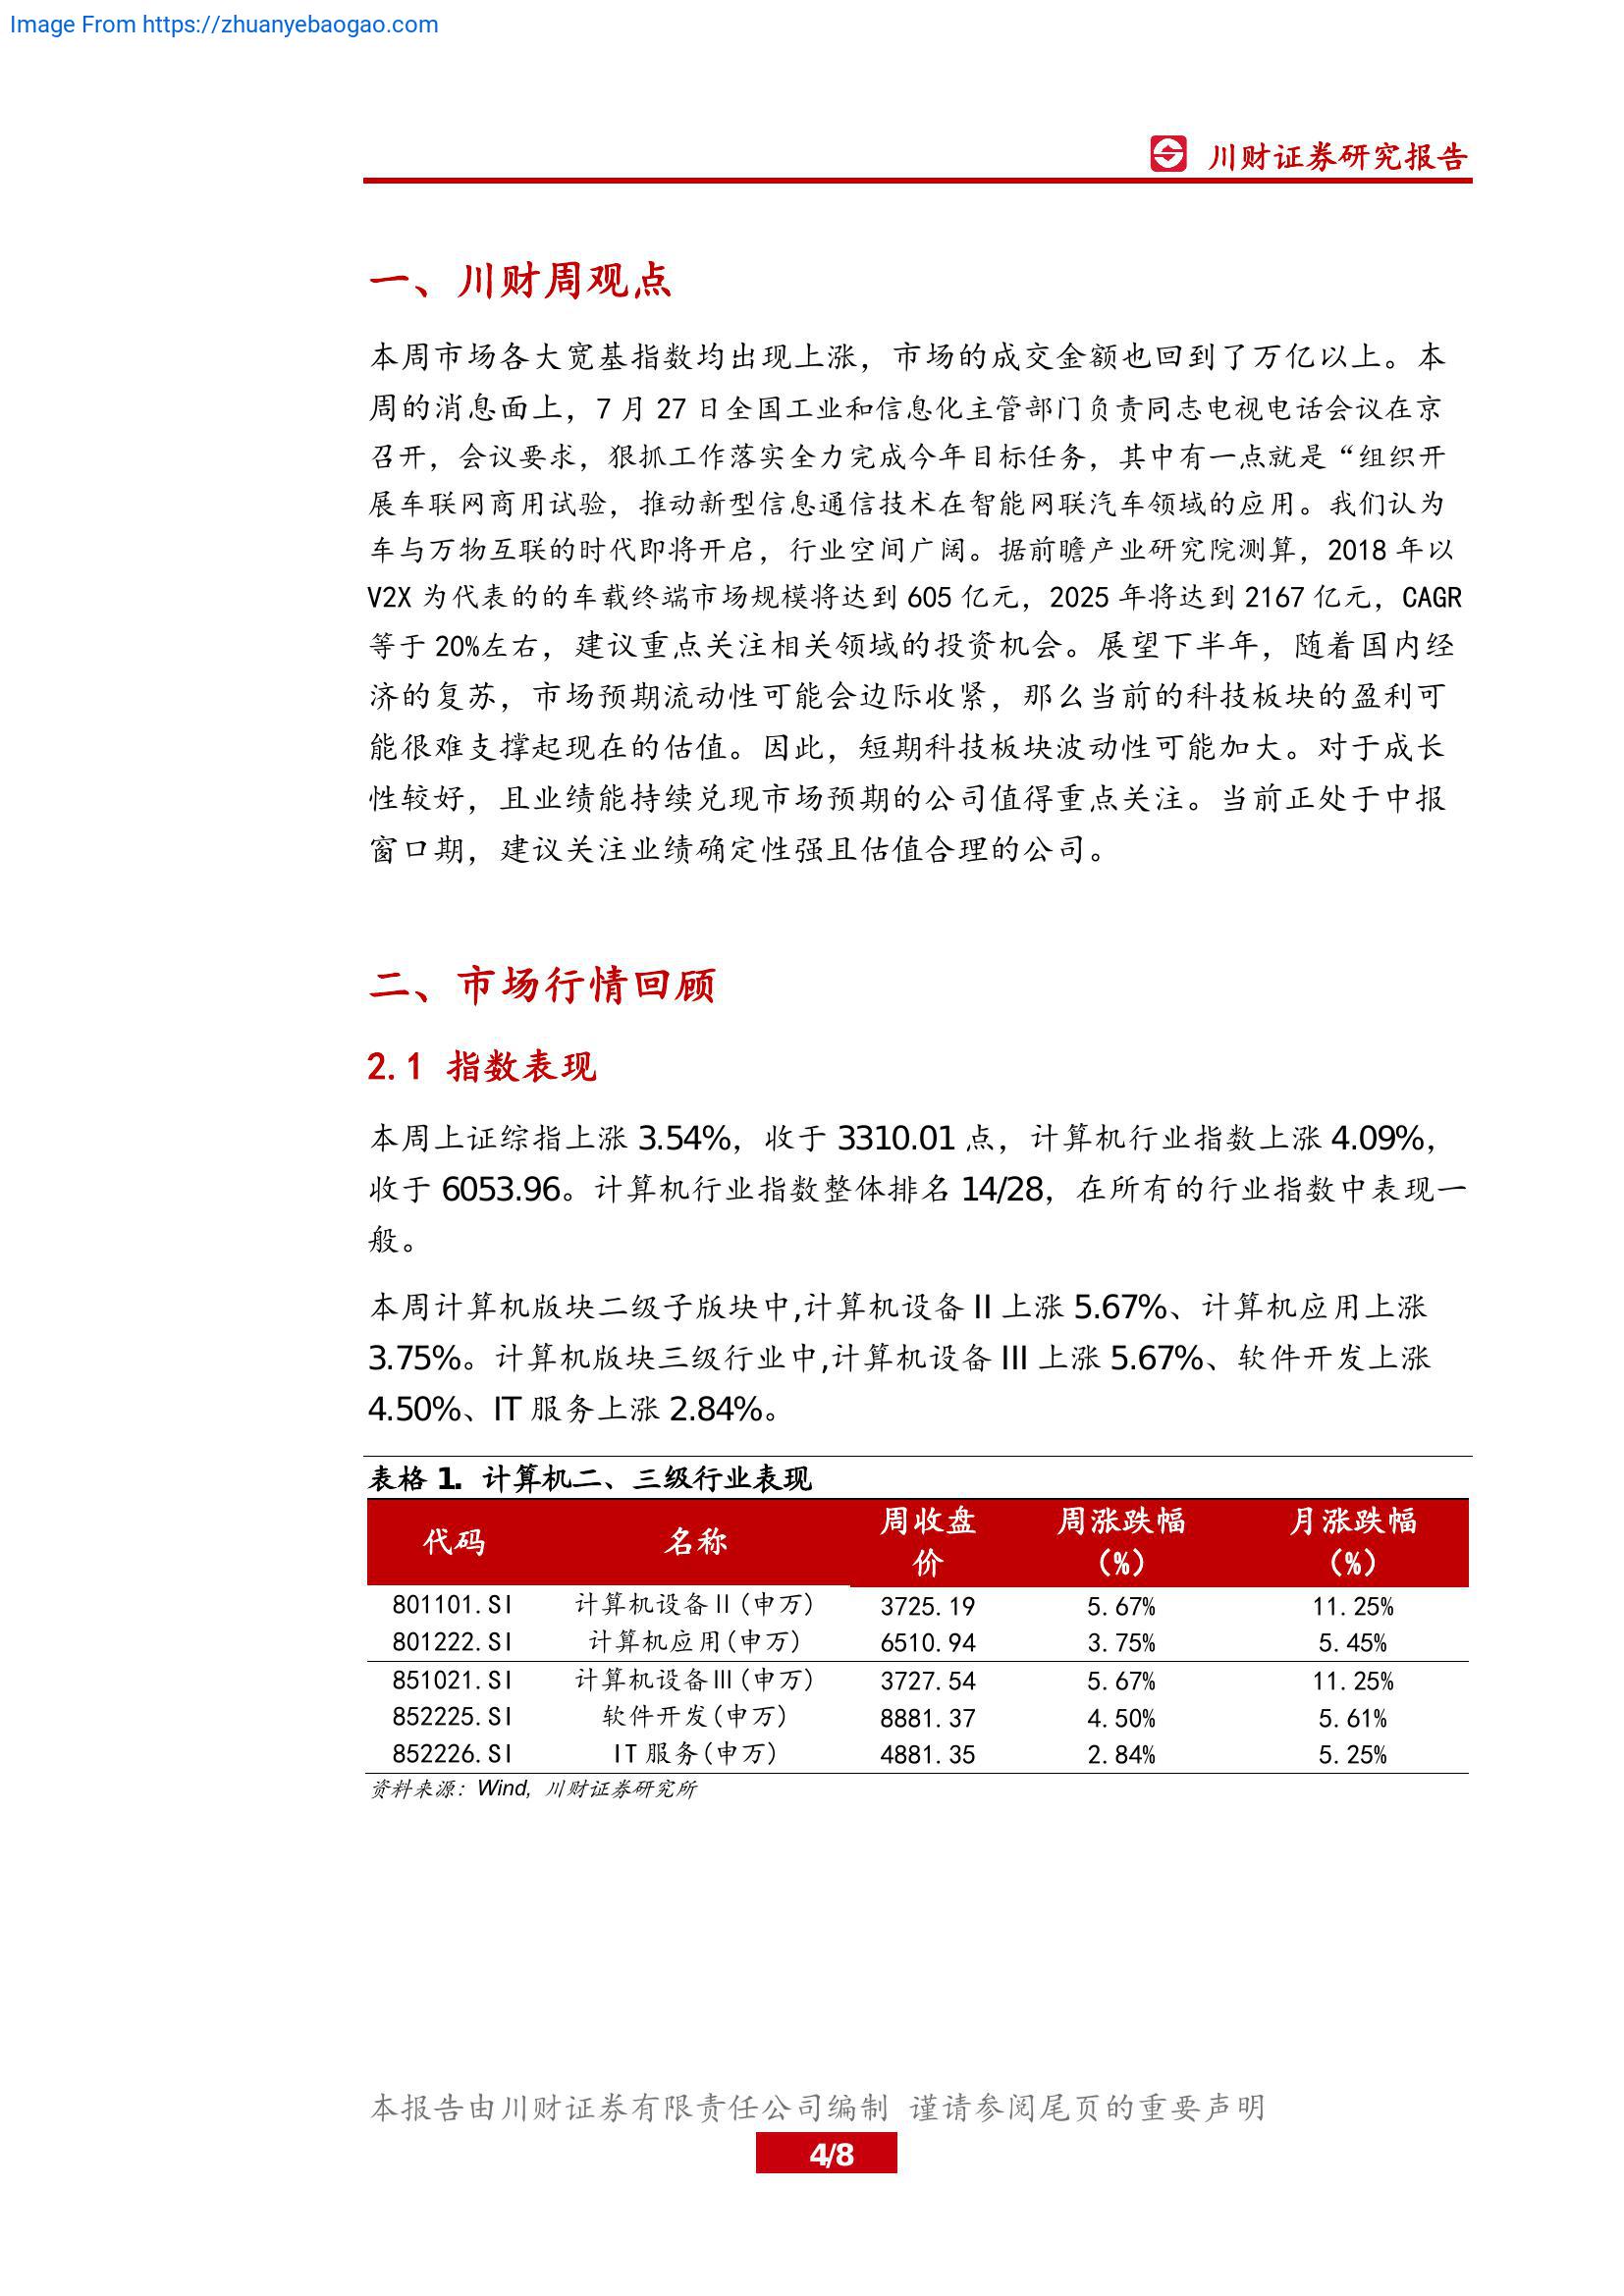 Image From https://zhuanyebaogao.com
川财证券研究报告
一、川财周观点
本周市场各大宽基指数均出现上涨，市场的成交金额也回到了万亿以上。本
周的消息面上，7 月 27 日全国工业和信息化主管部门负责同志电视电话会议在京
召开，会议要求，狠抓工作落实全力完成今年目标任务，其中有一点就是“组织开
展车联网商用试验，推动新型信息通信技术在智能网联汽车领域的应用。我们认为
车与万物互联的时代即将开启，行业空间广阔。据前瞻产业研究院测算，2018 年以
V2X 为代表的的车载终端市场规模将达到 605 亿元，2025 年将达到 2167 亿元，CAGR
等于 20%左右，建议重点关注相关领域的投资机会。展望下半年，随着国内经
济的复苏，市场预期流动性可能会边际收紧，那么当前的科技板块的盈利可
能很难支撑起现在的估值。因此，短期科技板块波动性可能加大。对于成长
性较好，且业绩能持续兑现市场预期的公司值得重点关注。当前正处于中报
窗口期，建议关注业绩确定性强且估值合理的公司。
二、市场行情回顾
2.1 指数表现
本周上证综指上涨 3.54%，收于 3310.01 点，计算机行业指数上涨 4.09%，
收于 6053.96。计算机行业指数整体排名 14/28，在所有的行业指数中表现一
般。
本周计算机版块二级子版块中,计算机设备 II 上涨 5.67%、计算机应用上涨
3.75%。计算机版块三级行业中,计算机设备 III 上涨 5.67%、软件开发上涨
4.50%、IT 服务上涨 2.84%。
表格 1. 计算机二、三级行业表现
代码 名称 周收盘价 周涨跌幅(%) 月涨跌幅(%)
801101.SI 计算机设备Ⅱ(申万) 3725.19 5.67% 11.25%
801222.SI 计算机应用(申万) 6510.94 3.75% 5.45%
851021.SI 计算机设备Ⅲ(申万) 3727.54 5.67% 11.25%
852225.SI 软件开发(申万) 8881.37 4.50% 5.61%
852226.SI IT 服务(申万) 4881.35 2.84% 5.25%
资料来源：Wind，川财证券研究所
本报告由川财证券有限责任公司编制 谨请参阅尾页的重要声明
4/8